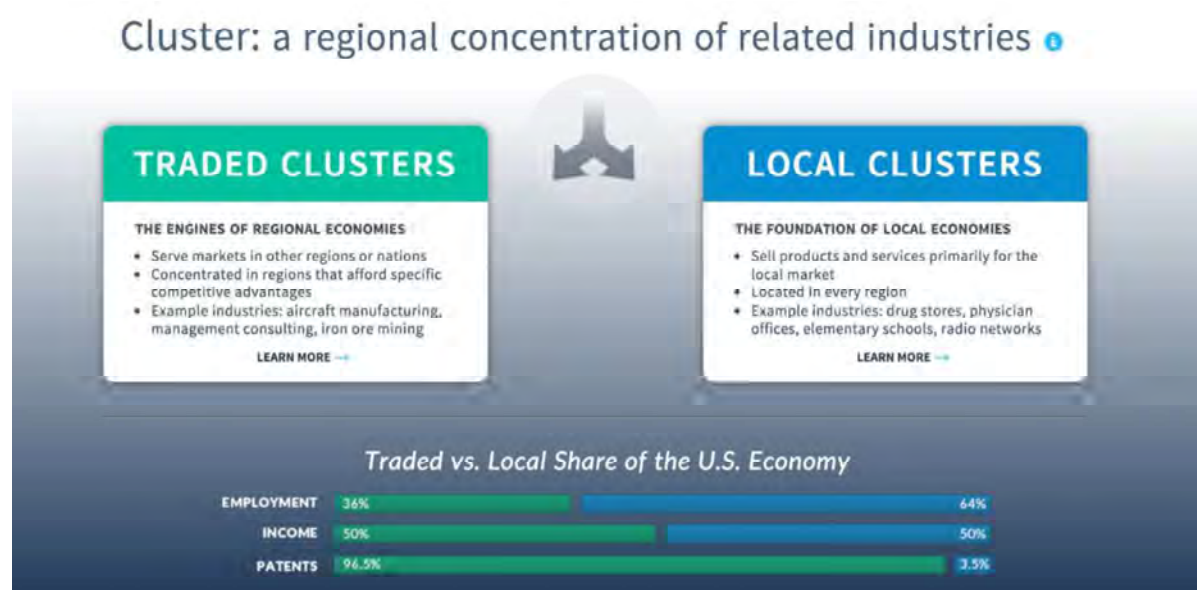 Cluster: a regional concentration of related industries
TRADED CLUSTERS
THE ENGINES OF REGIONAL ECONOMIES
• Serve markets in other regions or nations
• Concentrated in regions that afford specific
competitive advantages
• Example industries: aircraft manufacturing,
management consulting, iron ore mining
LEARN MORE →
LOCAL CLUSTERS
THE FOUNDATION OF LOCAL ECONOMIES
• Sell products and services primarily for the
local market
• Located in every region
• Example industries: drug stores, physician
offices, elementary schools, radio networks
LEARN MORE →
Traded vs. Local Share of the U.S. Economy
EMPLOYMENT 36% 64%
INCOME 50% 50%
PATENTS 96.5% 3.5%